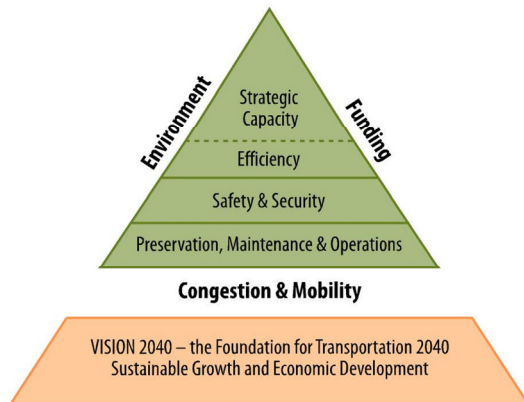 Environment
Funding
Strategic
Capacity
Efficiency
Safety & Security
Preservation, Maintenance & Operations
Congestion & Mobility
VISION 2040 – the Foundation for Transportation 2040
Sustainable Growth and Economic Development